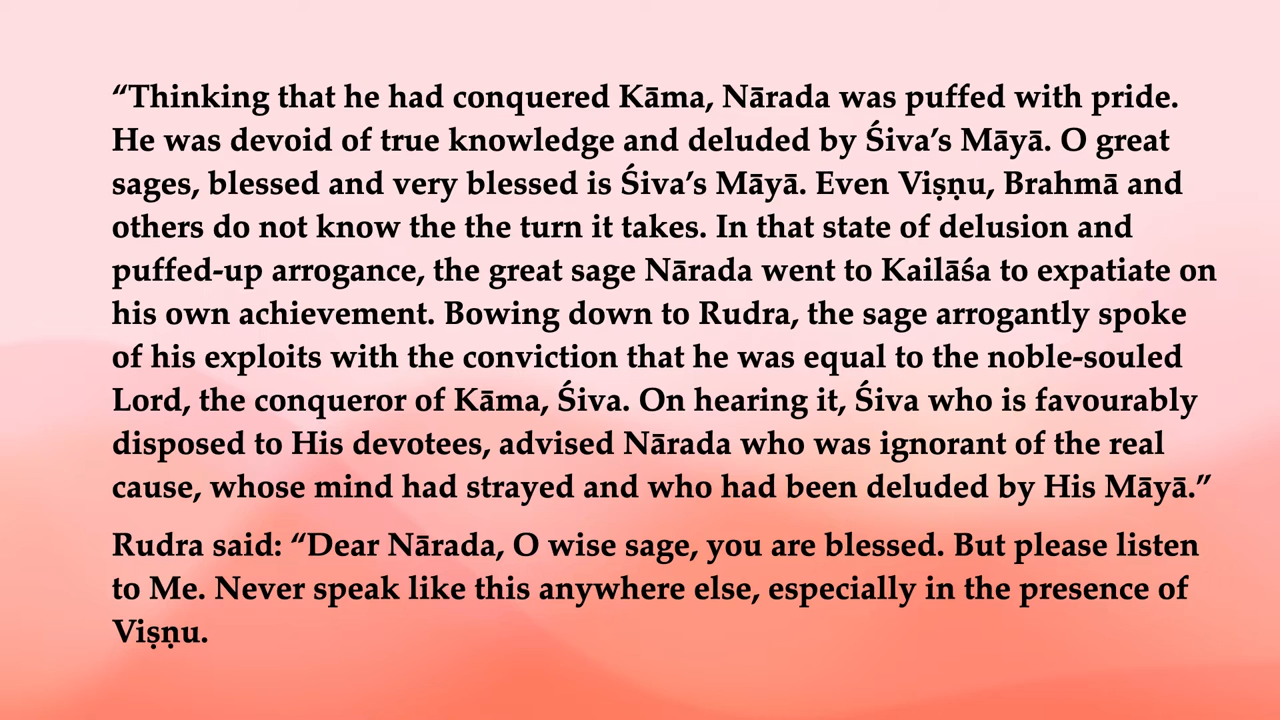 “Thinking that he had conquered Kāma, Nārada was puffed with pride.
He was devoid of true knowledge and deluded by Śiva’s Māyā. O great
sages, blessed and very blessed is Śiva’s Māyā. Even Viṣṇu, Brahmā and
others do not know the the turn it takes. In that state of delusion and
puffed-up arrogance, the great sage Nārada went to Kailāśa to expatiate on
his own achievement. Bowing down to Rudra, the sage arrogantly spoke
of his exploits with the conviction that he was equal to the noble-souled
Lord, the conqueror of Kāma, Śiva. On hearing it, Śiva who is favourably
disposed to His devotees, advised Nārada who was ignorant of the real
cause, whose mind had strayed and who had been deluded by His Māyā.”
Rudra said: “Dear Nārada, O wise sage, you are blessed. But please listen
to Me. Never speak like this anywhere else, especially in the presence of
Viṣṇu.